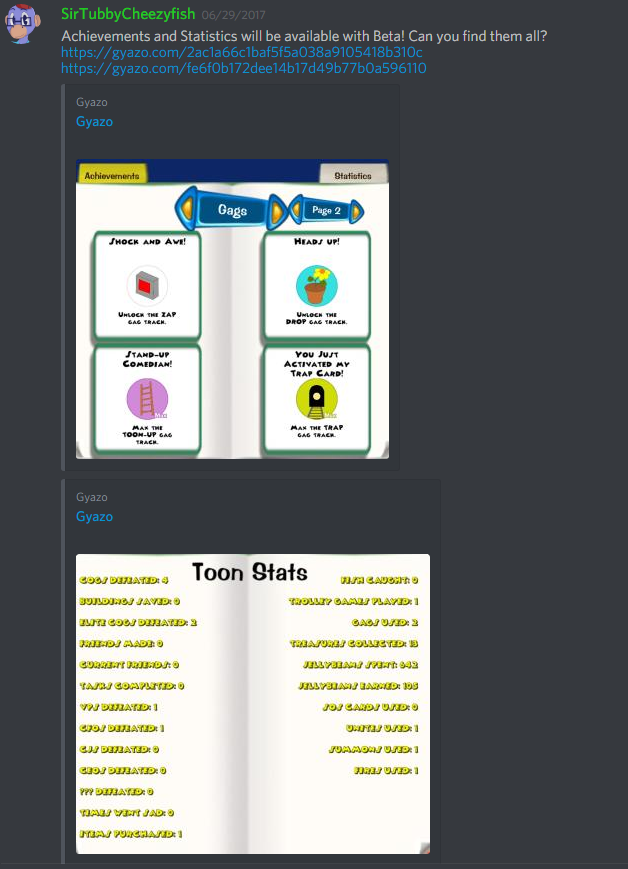 SirTubbyCheezyfish 06/29/2017
Achievements and Statistics will be available with Beta! Can you find them all?
https://gyazo.com/2ac1a66c1baf5f5a038a9105418b310c
https://gyazo.com/fe6f0b172dee14b17d49b77b0a596110
Gyazo
Gyazo
Achievements
Statistics
Gags
Page 2
Shock and Awe!
Unlock the ZAP
gag track.
Heads up!
Unlock the
DROP gag track.
Stand-up
Comedian!
Max the
TOON-UP gag
track.
You Just
Activated my
Trap Card!
Max the TRAP
gag track.
Gyazo
Gyazo
Toon Stats
Cogs Defeated: 4
Buildings Saved: 0
Elite Cogs Defeated: 2
Friends Made: 0
Current Friends: 0
Tasks Completed: 0
VPs Defeated: 1
CFOs Defeated: 1
CJs Defeated: 0
CEOs Defeated: 0
??? Defeated: 0
Times Went Sad: 0
Items Purchased: 1
Fish Caught: 0
Trolley Games Played: 1
Gags Used: 2
Treasures Collected: 13
Jellybeans Spent: 642
Jellybeans Earned: 105
SOS Cards Used: 0
Unites Used: 1
Summons Used: 1
Fires Used: 1